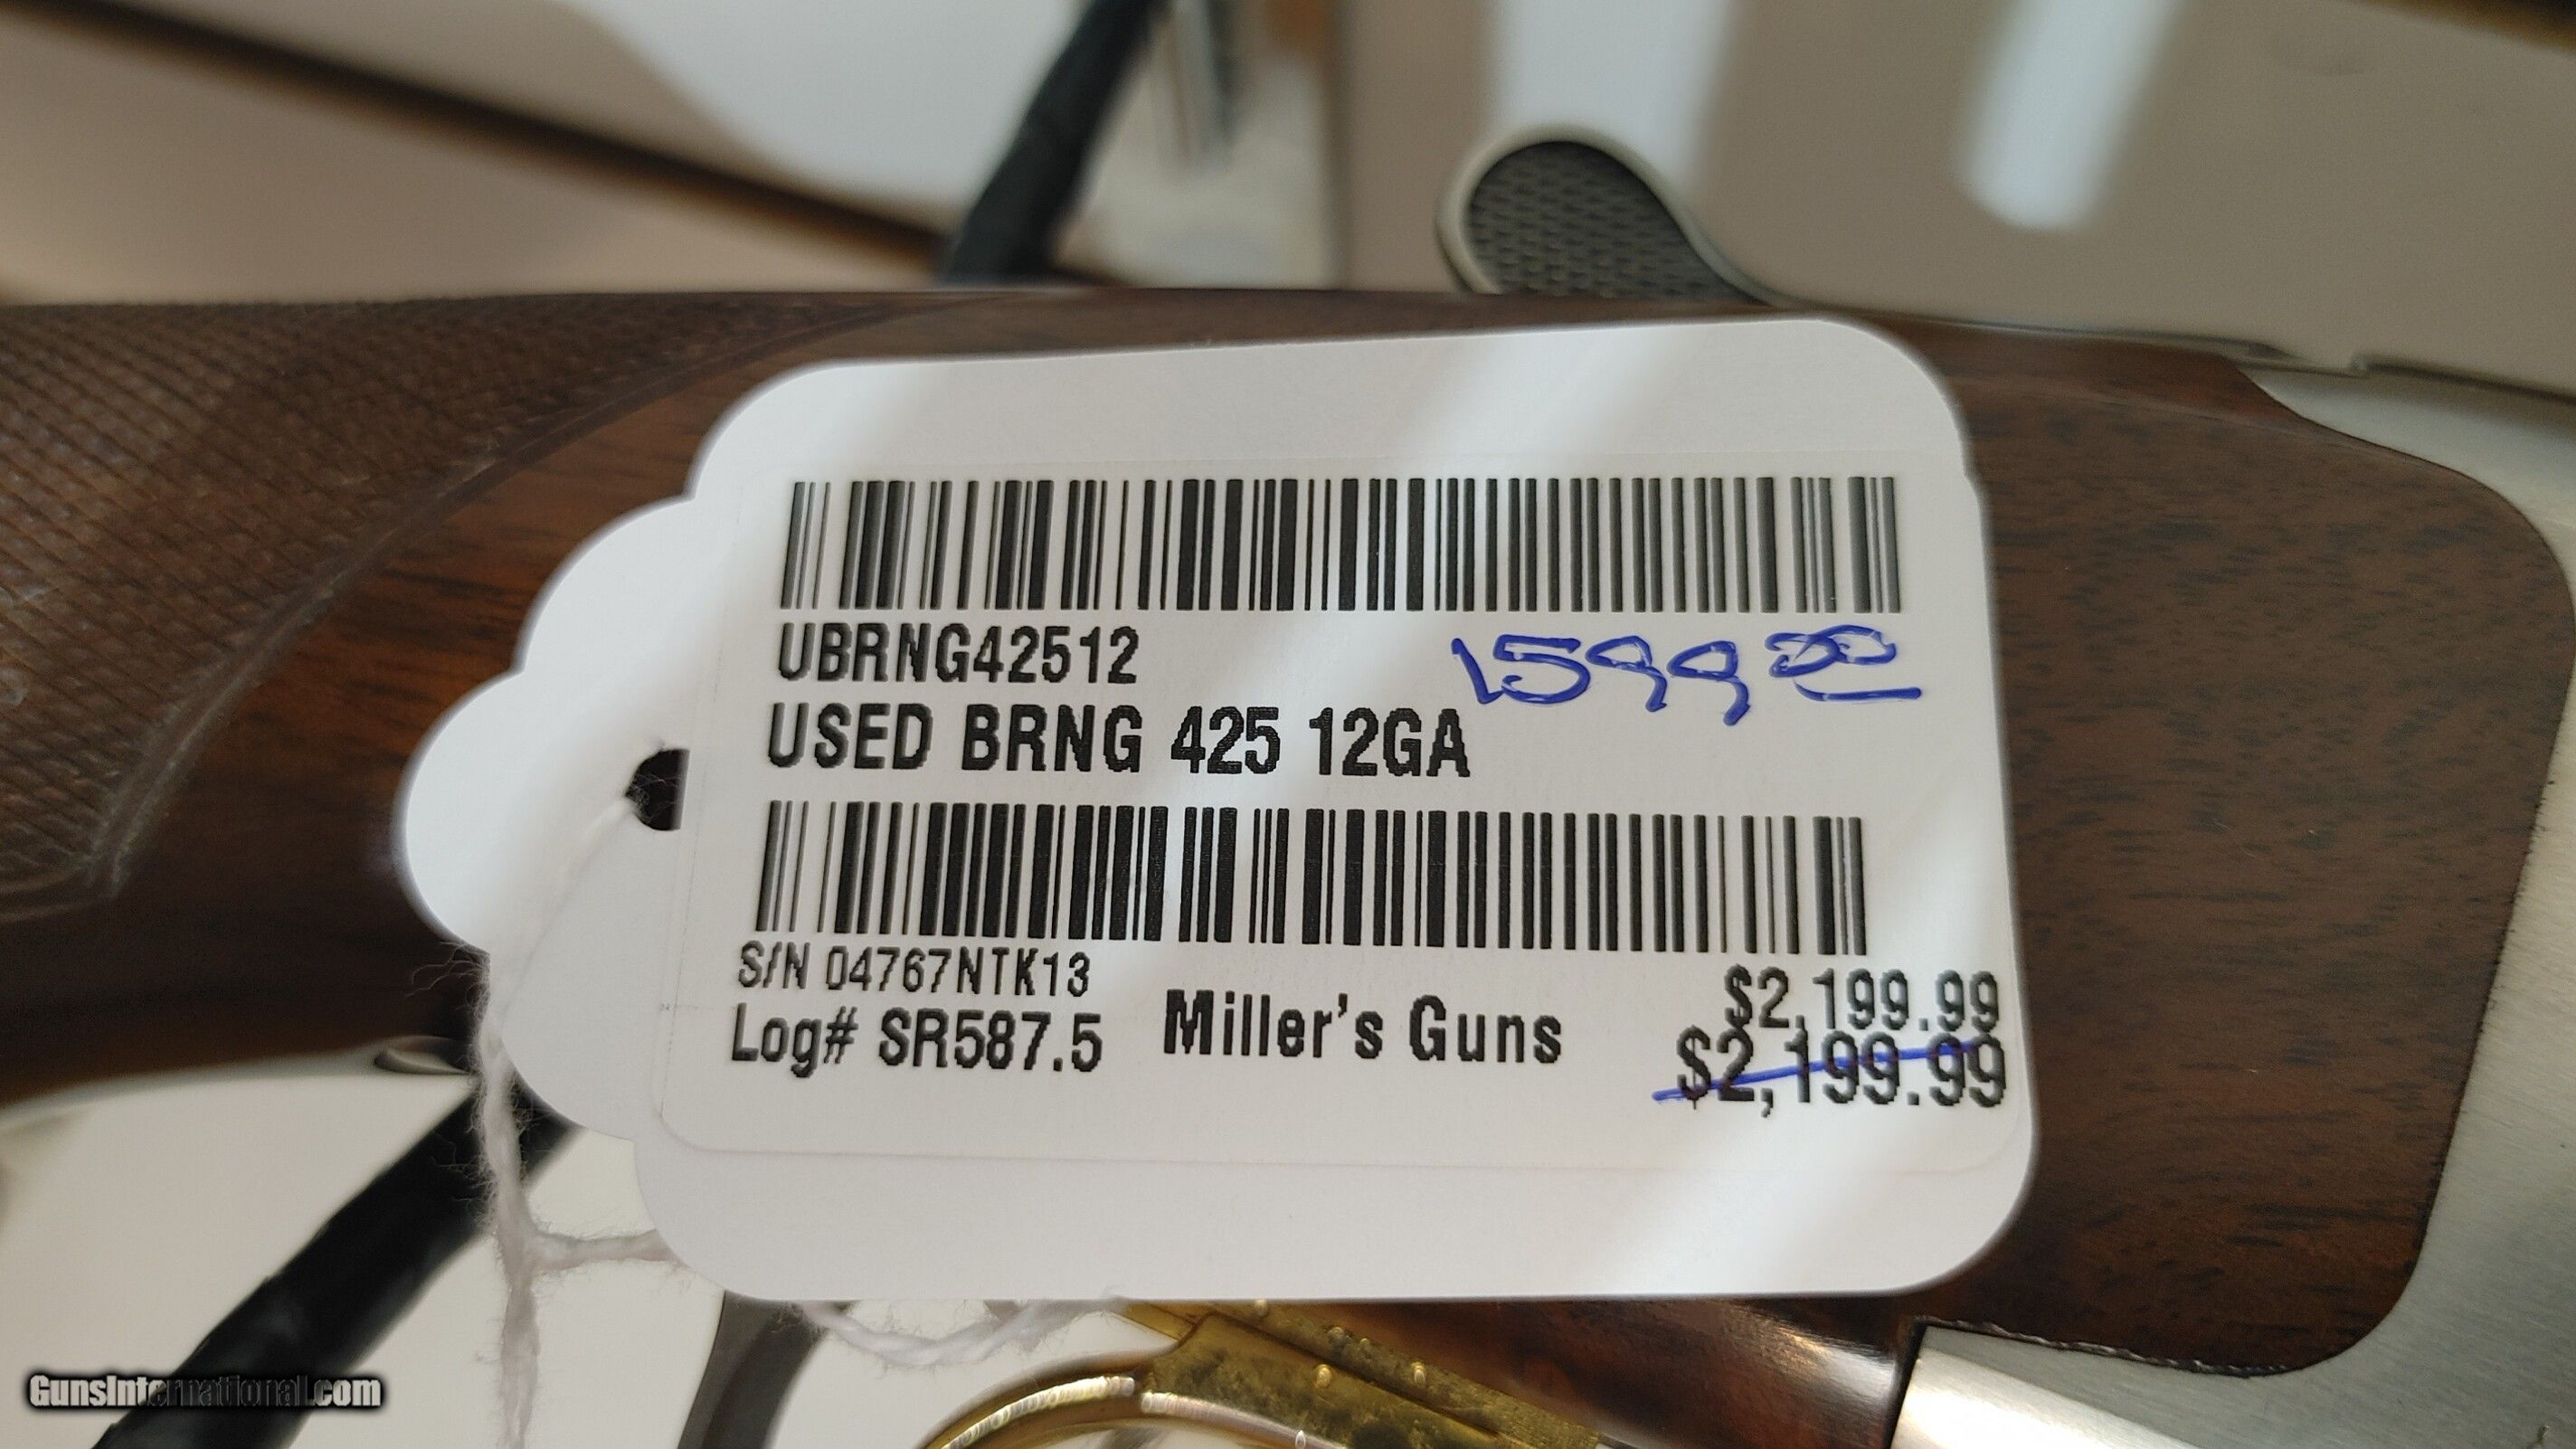 UBRNG42512
1599 00
USED BRNG 425 12GA
S/N 04767NTK13
$2,199.99
Log# SR587.5 Miller's Guns
$2,199.99
GunsInternational.com